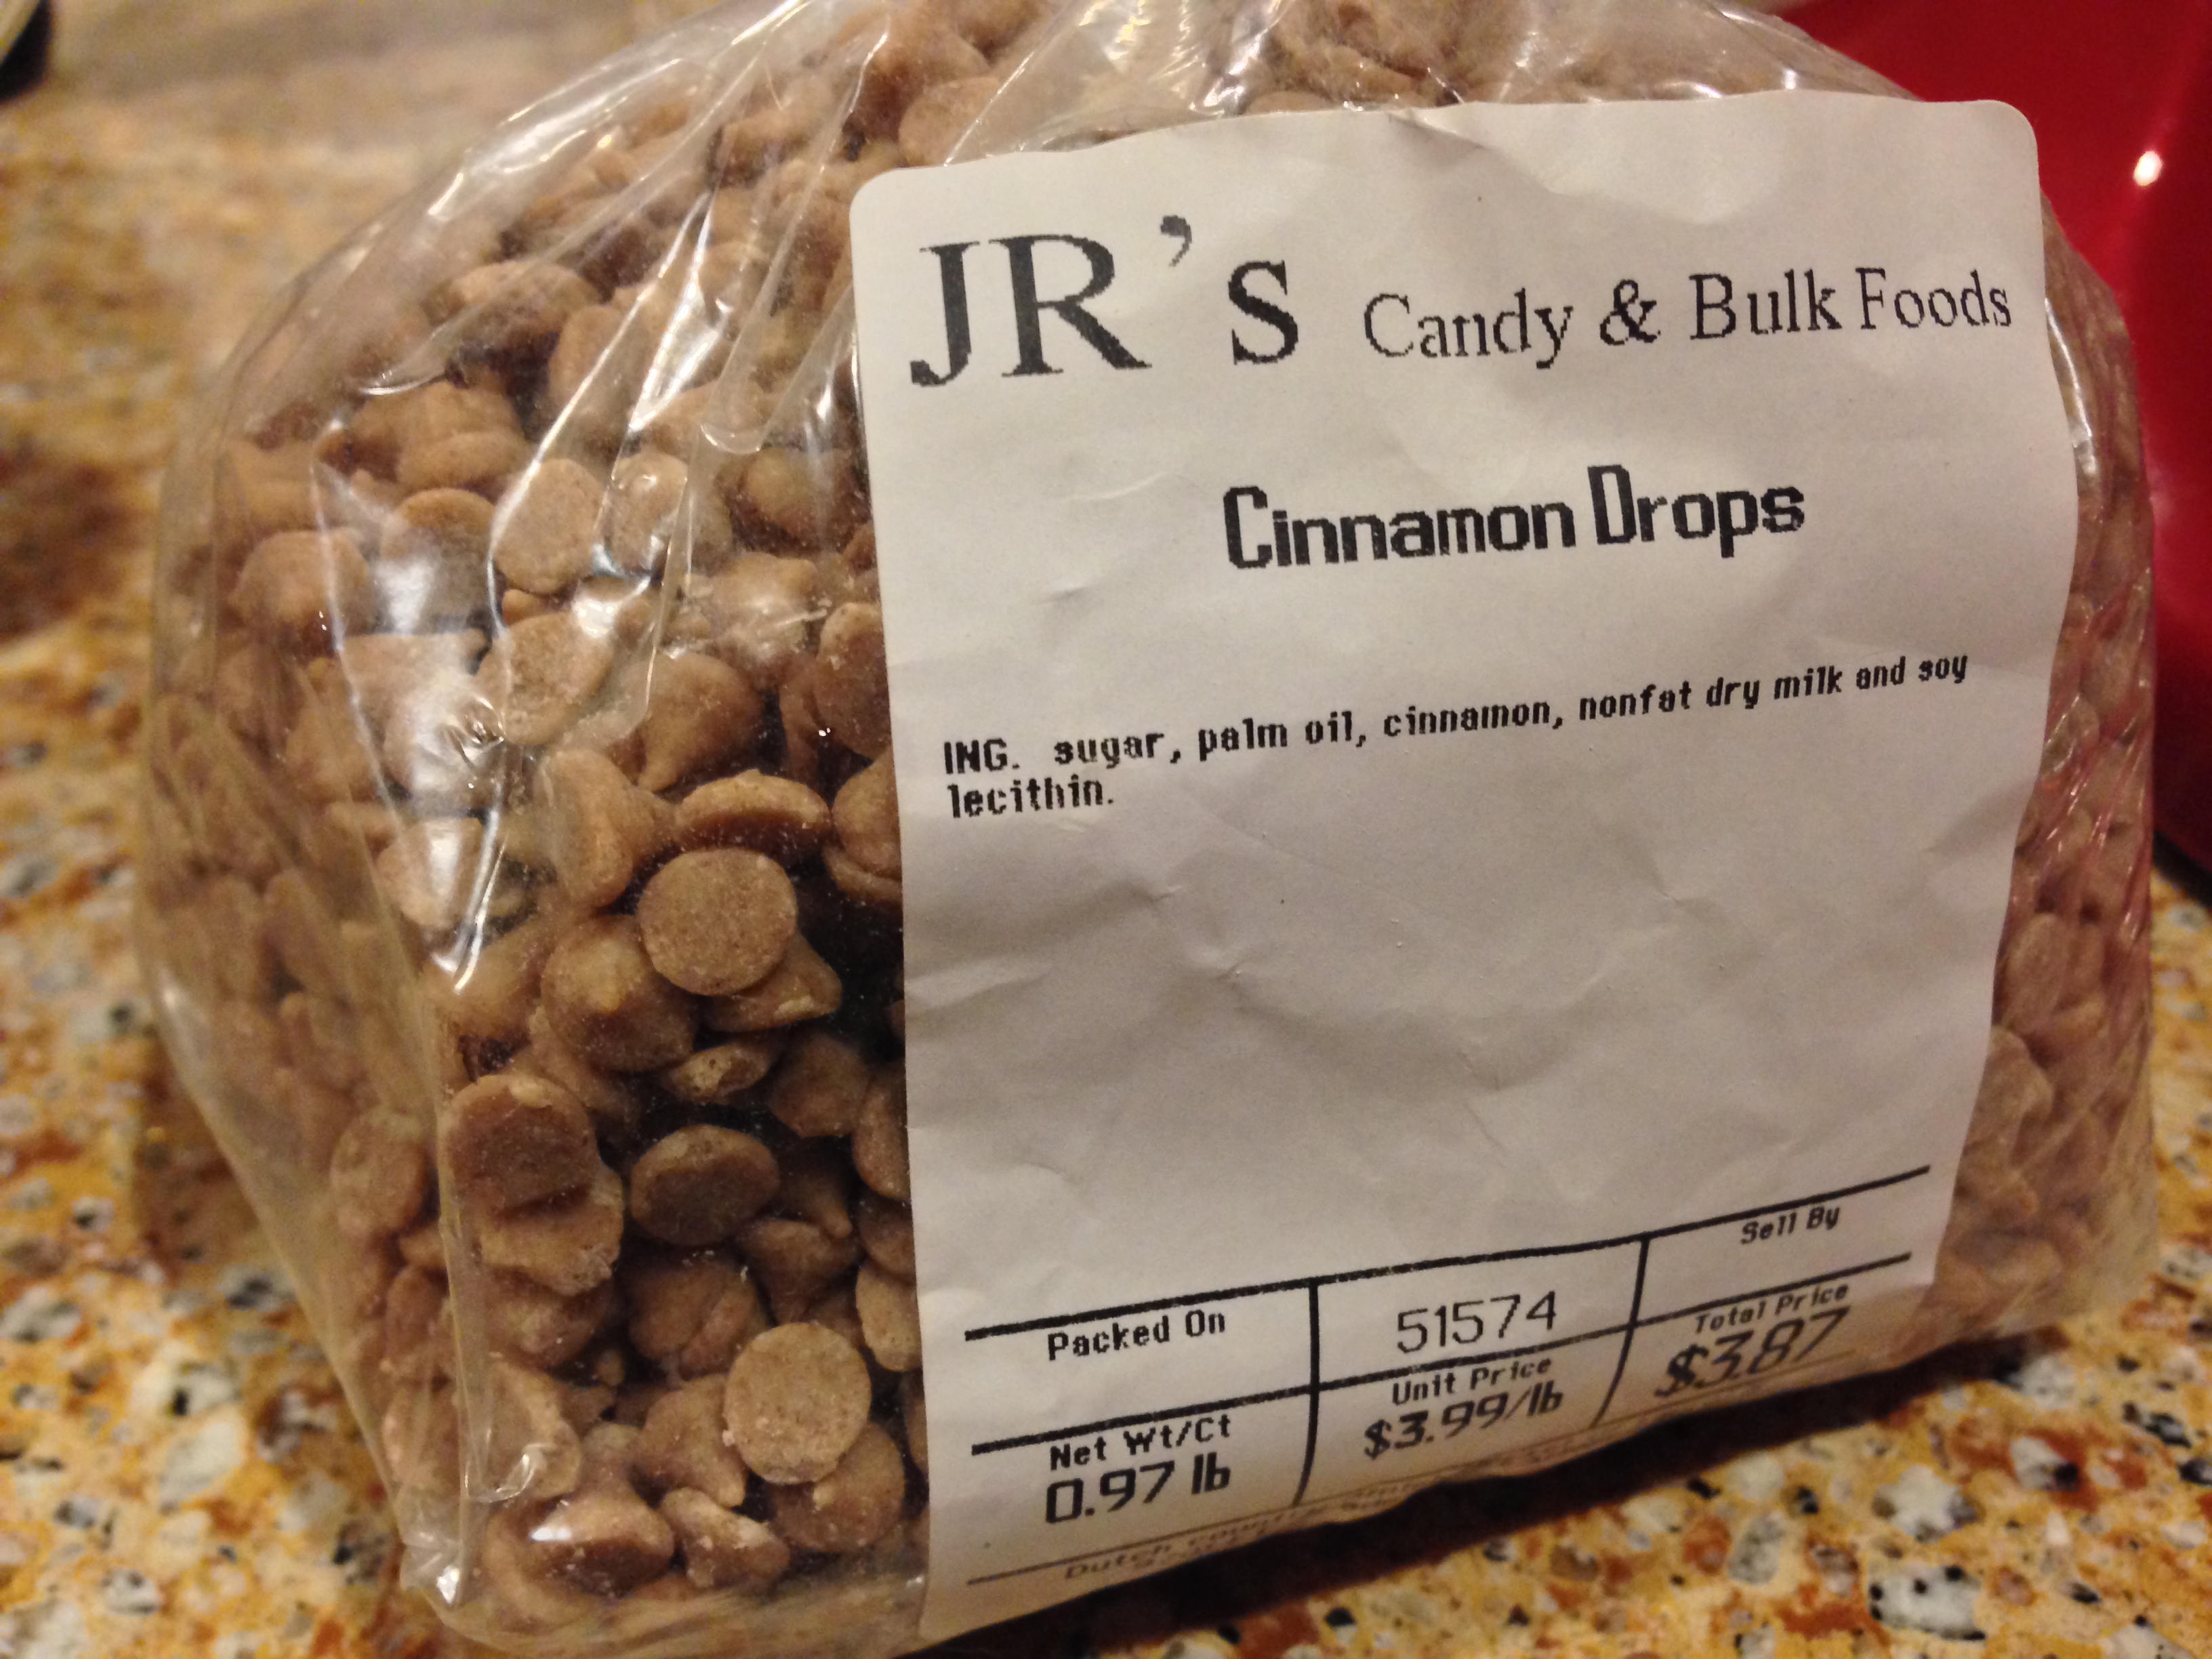 JR's Candy & Bulk Foods
Cinnamon Drops
ING. sugar, palm oil, cinnamon, nonfat dry milk and soy
lecithin.
Packed On
51574
Sell By
Net Wt/Ct
0.97 lb
Unit Price
$3.99/lb
Total Price
$3.87
Dutch